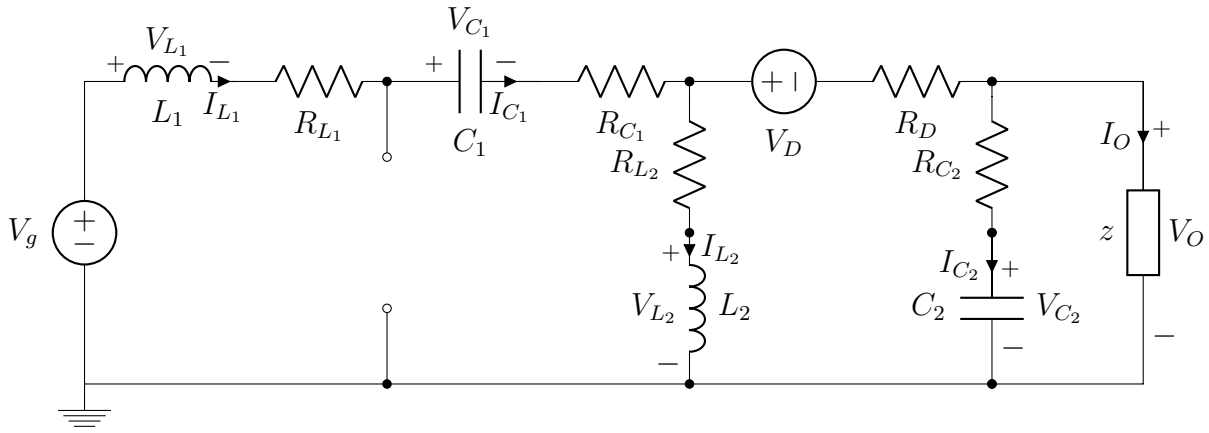 V_{C_1}
V_{L_1}
+ −
+ −
I_{L_1}
I_{C_1}
L_1
R_{L_1}
C_1
R_{C_1}
+ −
V_D
R_D
R_{L_2}
R_{C_2}
I_O
+
V_g
+
−
+
I_{L_2}
V_{L_2}
L_2
−
I_{C_2}
+
C_2
V_{C_2}
−
z
V_O
−